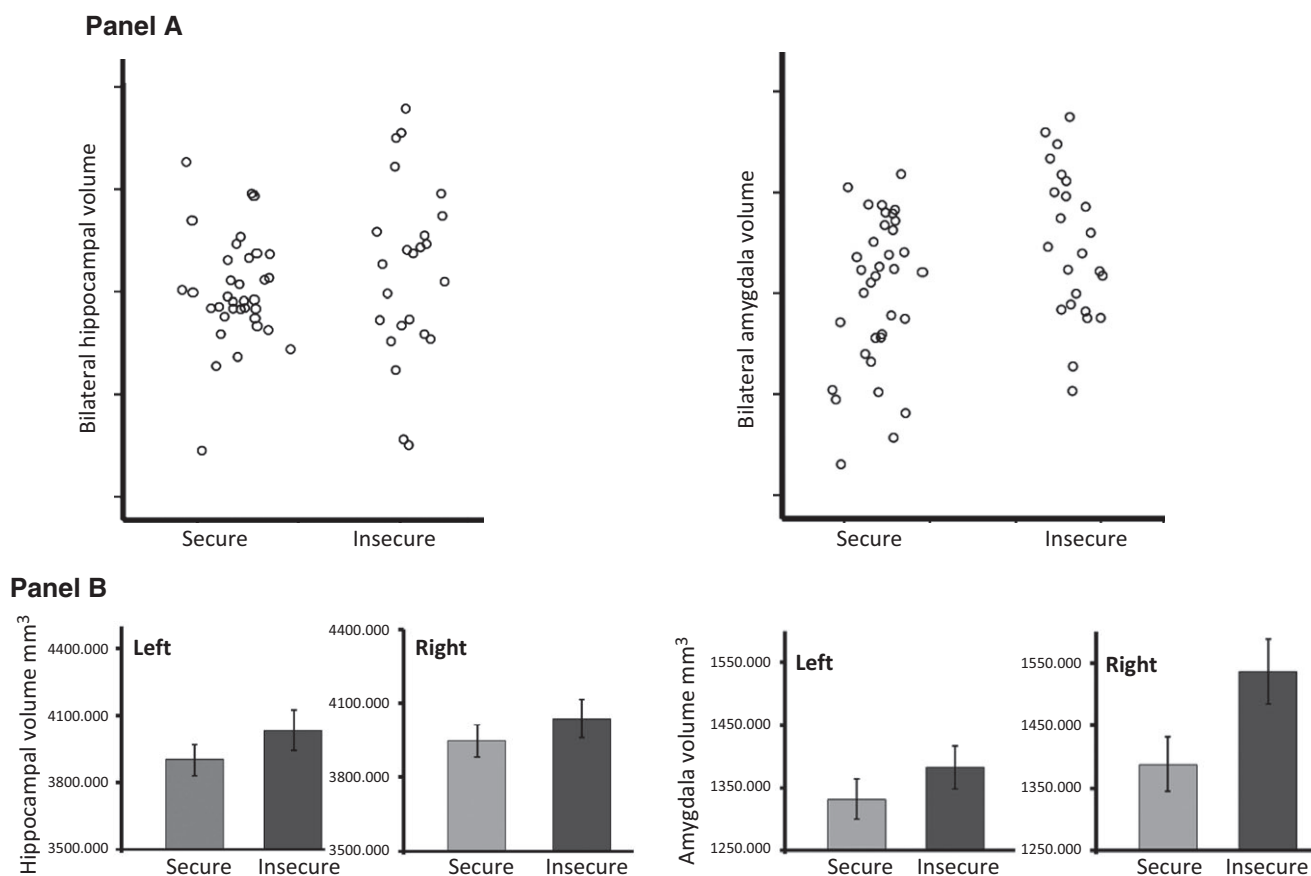 Panel A
Bilateral hippocampal volume
Secure Insecure
Bilateral amygdala volume
Secure Insecure
Panel B
Hippocampal volume mm³
4400.000
4100.000
3800.000
3500.000
Left
Secure Insecure
4400.000
4100.000
3800.000
3500.000
Right
Secure Insecure
Amygdala volume mm³
1550.000
1450.000
1350.000
1250.000
Left
Secure Insecure
1550.000
1450.000
1350.000
1250.000
Right
Secure Insecure